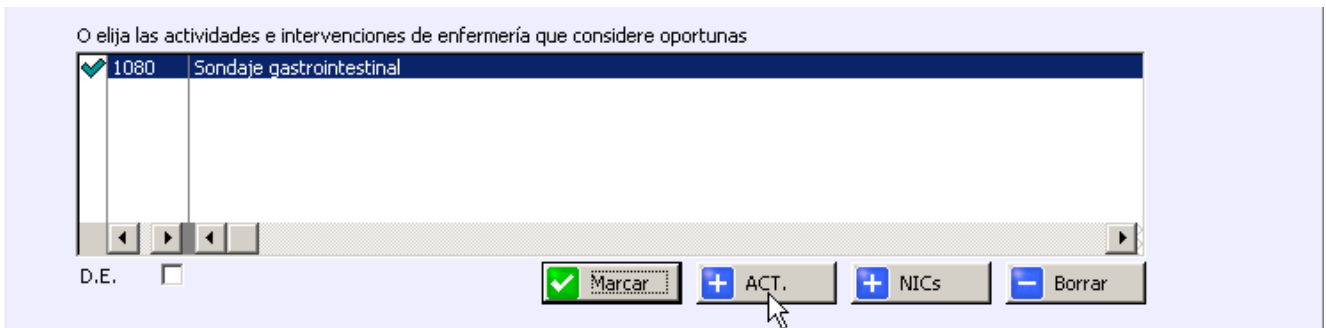 O elija las actividades e intervenciones de enfermería que considere oportunas
1080 Sondaje gastrointestinal
D.E. Marcar ACT. NICs Borrar